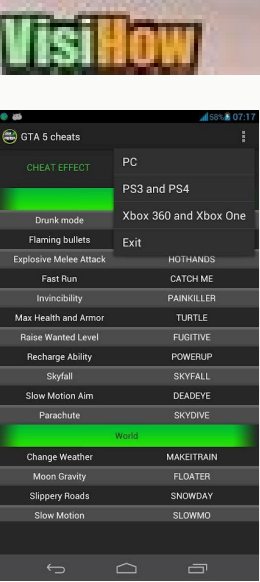 VisiHow
58% 07:17
GTA 5 cheats
CHEAT EFFECT
PC
PS3 and PS4
Xbox 360 and Xbox One
Exit
Drunk mode
Flaming bullets
Explosive Melee Attack HOTHANDS
Fast Run CATCH ME
Invincibility PAINKILLER
Max Health and Armor TURTLE
Raise Wanted Level FUGITIVE
Recharge Ability POWERUP
Skyfall SKYFALL
Slow Motion Aim DEADEYE
Parachute SKYDIVE
World
Change Weather MAKEITRAIN
Moon Gravity FLOATER
Slippery Roads SNOWDAY
Slow Motion SLOWMO